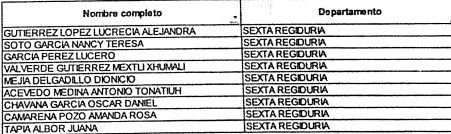 Nombre completo Departamento
GUTIERREZ LOPEZ LUCRECIA ALEJANDRA SEXTA REGIDURIA
SOTO GARCIA NANCY TERESA SEXTA REGIDURIA
GARCIA PEREZ LUCERO SEXTA REGIDURIA
VALVERDE GUTIERREZ MEXTLI XHUMALI SEXTA REGIDURIA
MEJIA DELGADILLO DIONICIO SEXTA REGIDURIA
ACEVEDO MEDINA ANTONIO TONATIUH SEXTA REGIDURIA
CHAVANA GARCIA OSCAR DANIEL SEXTA REGIDURIA
CAMARENA POZO AMANDA ROSA SEXTA REGIDURIA
TAPIA ALBOR JUANA SEXTA REGIDURIA